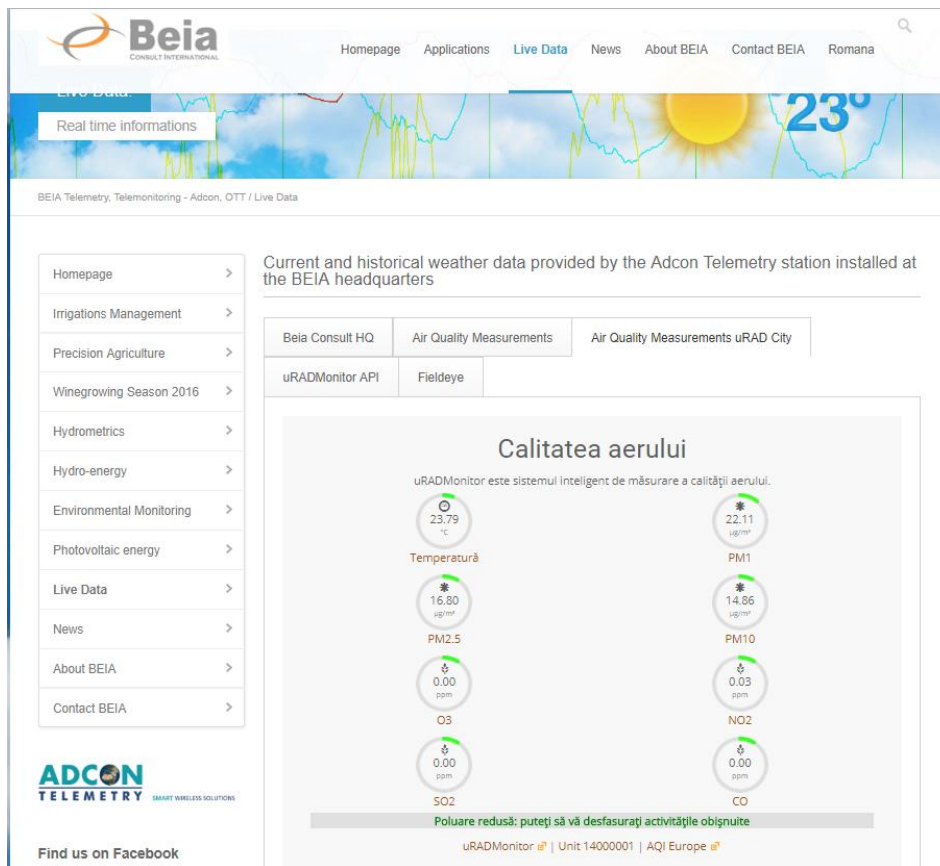 Beia
CONSULT INTERNATIONAL
Homepage Applications Live Data News About BEIA Contact BEIA Romana
Live Data.
Real time informations
23°
BEIA Telemetry, Telemonitoring - Adcon, OTT / Live Data
Homepage
Irrigations Management
Precision Agriculture
Winegrowing Season 2016
Hydrometrics
Hydro-energy
Environmental Monitoring
Photovoltaic energy
Live Data
News
About BEIA
Contact BEIA
ADCON
TELEMETRY SMART WIRELESS SOLUTIONS
Find us on Facebook
Current and historical weather data provided by the Adcon Telemetry station installed at
the BEIA headquarters
Beia Consult HQ Air Quality Measurements Air Quality Measurements uRAD City
uRADMonitor API Fieldeye
Calitatea aerului
uRADMonitor este sistemul inteligent de măsurare a calității aerului.
23.79
°C
Temperatură
22.11
µg/m³
PM1
16.80
µg/m³
PM2.5
14.86
µg/m³
PM10
0.00
ppm
O3
0.03
ppm
NO2
0.00
ppm
SO2
0.00
ppm
CO
Poluare redusă: puteți să vă desfasurați activitățile obișnuite
uRADMonitor | Unit 14000001 | AQI Europe